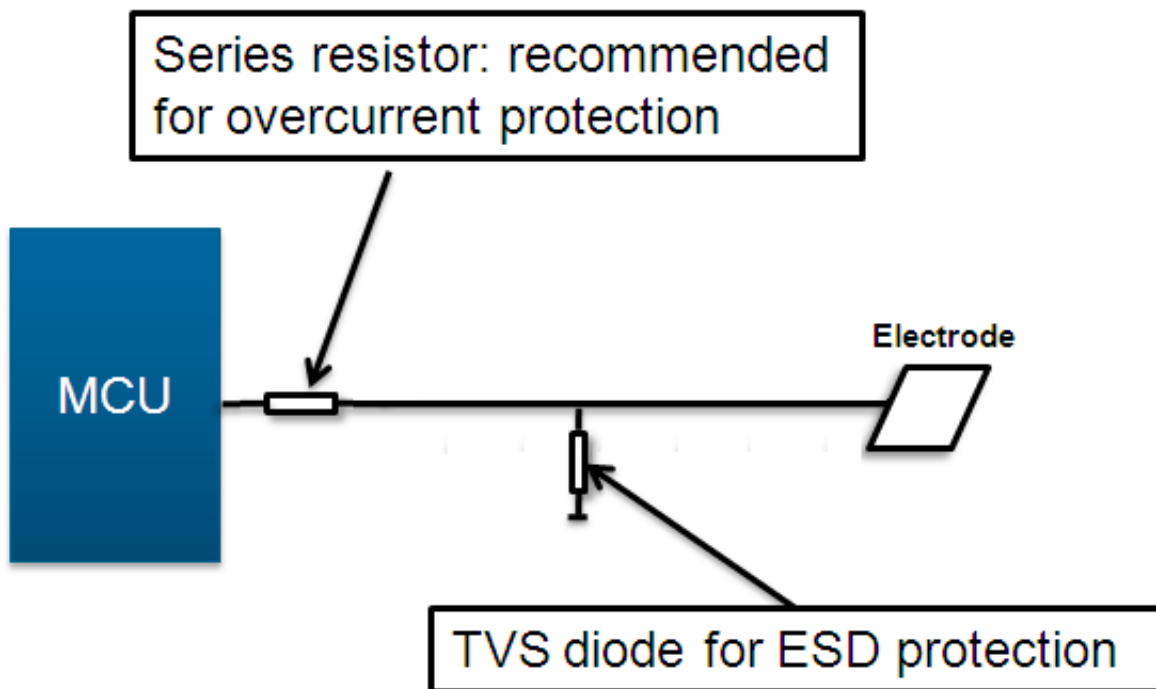 Series resistor: recommended
for overcurrent protection
MCU
Electrode
TVS diode for ESD protection